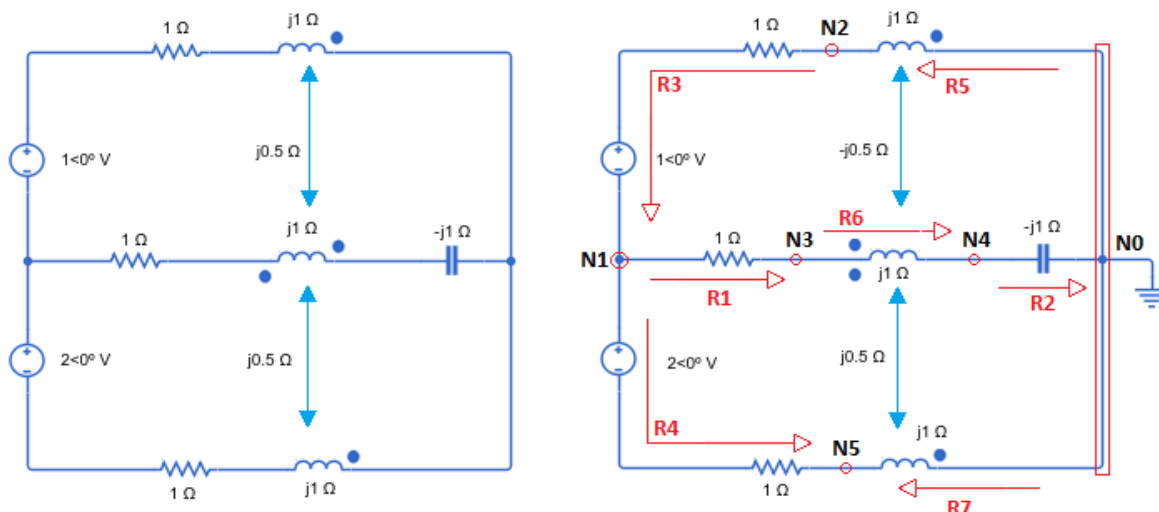 1 Ω
j1 Ω
1<0º V
j0.5 Ω
1 Ω
j1 Ω
-j1 Ω
2<0º V
j0.5 Ω
1 Ω
j1 Ω
1 Ω
N2
j1 Ω
R3
R5
1<0º V
-j0.5 Ω
R6
-j1 Ω
1 Ω
N3
N4
N0
N1
j1 Ω
R1
R2
2<0º V
j0.5 Ω
R4
N5
j1 Ω
1 Ω
R7